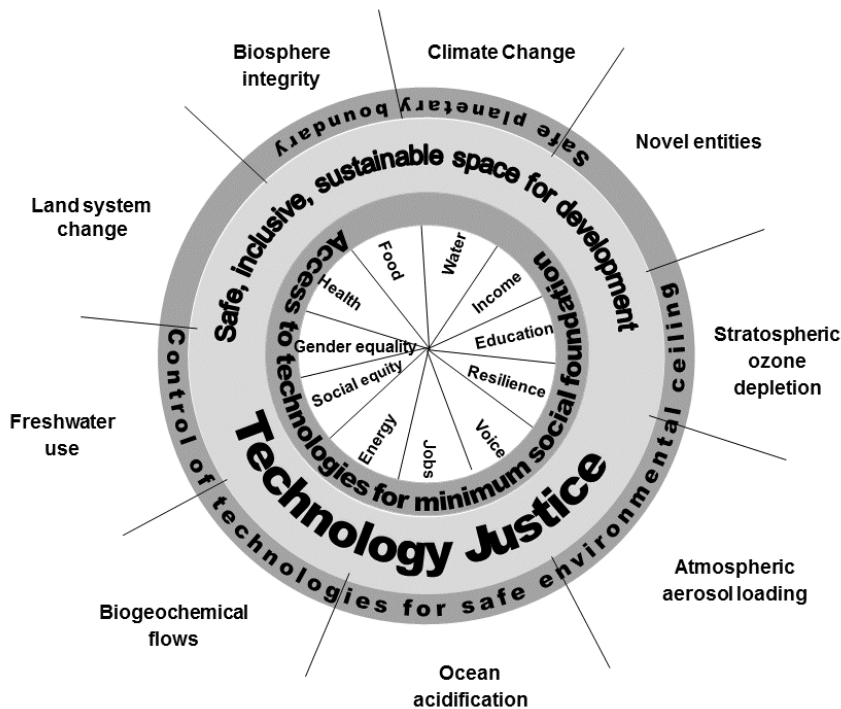 Biosphere
integrity
Climate Change
Novel entities
Stratospheric
ozone
depletion
Atmospheric
aerosol loading
Ocean
acidification
Biogeochemical
flows
Freshwater
use
Land system
change
Safe planetary boundary
Safe, inclusive, sustainable space for development
Access to technologies for minimum social foundation
Food
Water
Income
Education
Resilience
Voice
Jobs
Energy
Social equity
Gender equality
Health
Technology Justice
Control of technologies for safe environmental ceiling